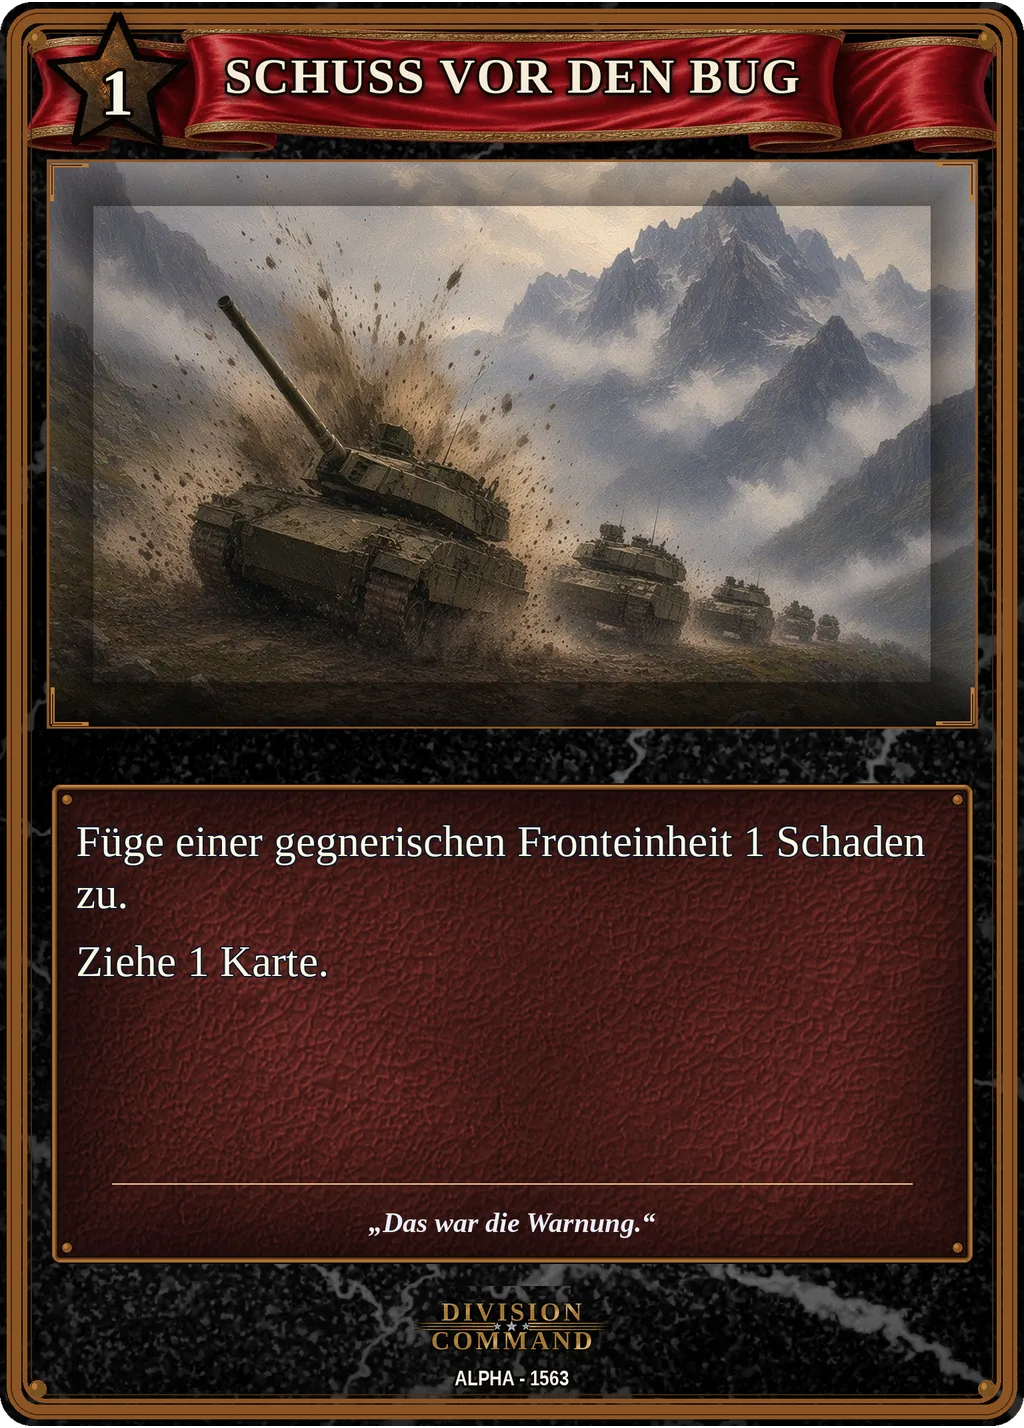 1
SCHUSS VOR DEN BUG
Füge einer gegnerischen Fronteinheit 1 Schaden
zu.
Ziehe 1 Karte.
„Das war die Warnung.“
DIVISION
COMMAND
ALPHA - 1563